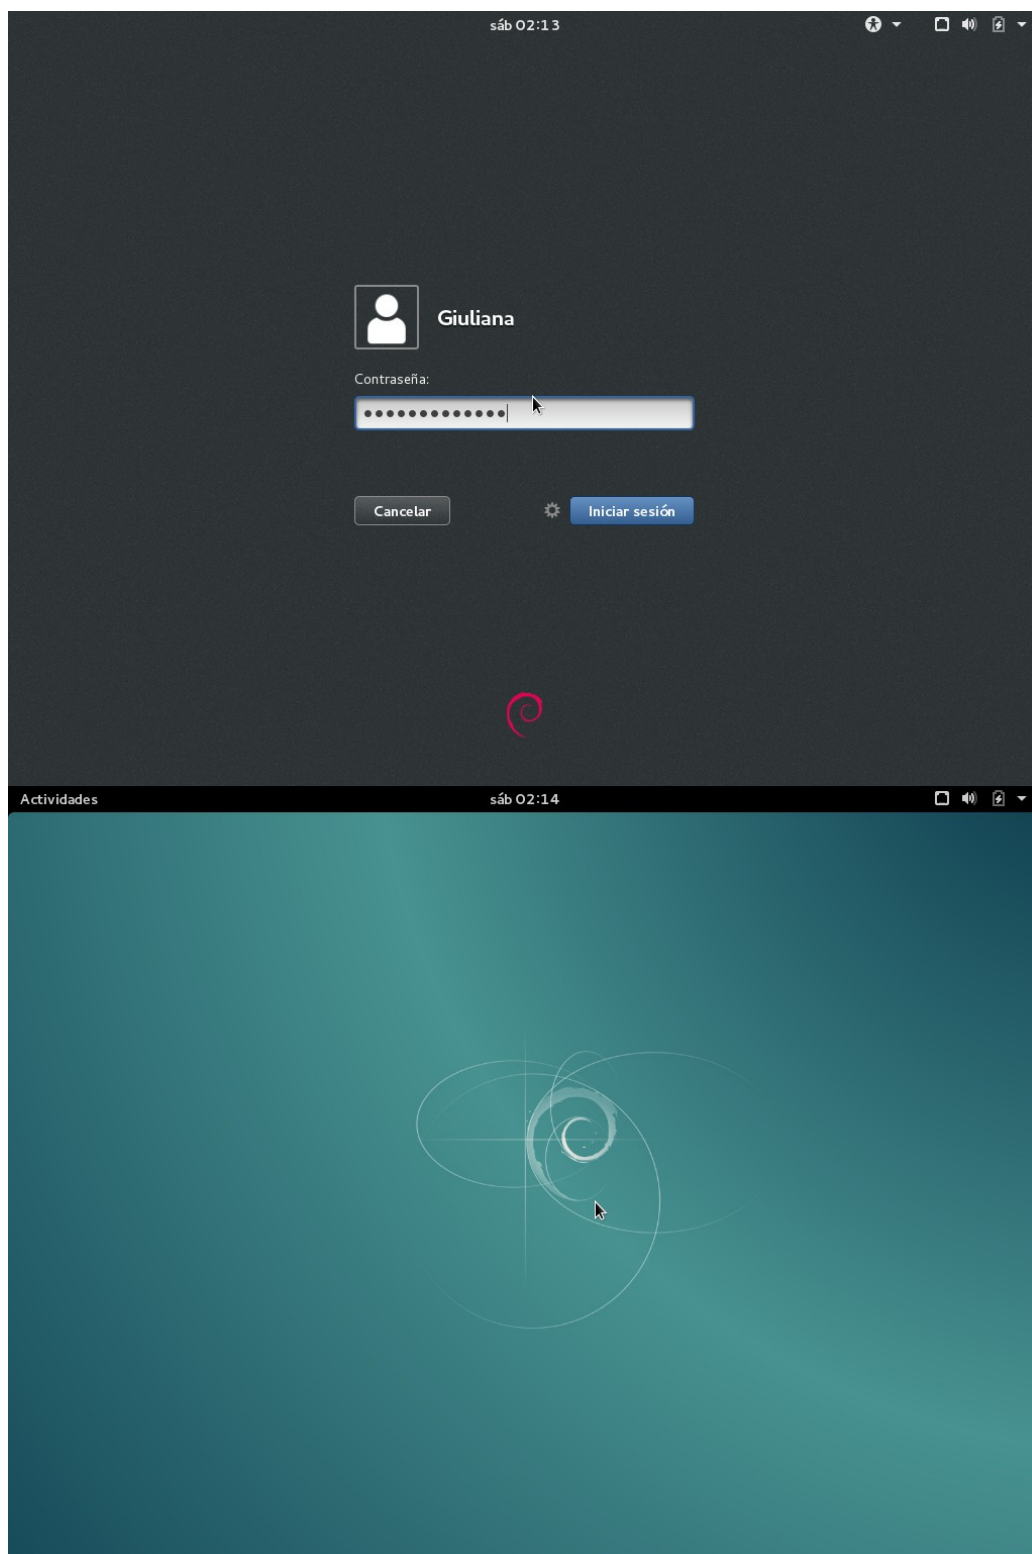 sáb 02:13
Giuliana
Contraseña:
Cancelar
Iniciar sesión
Actividades
sáb 02:14